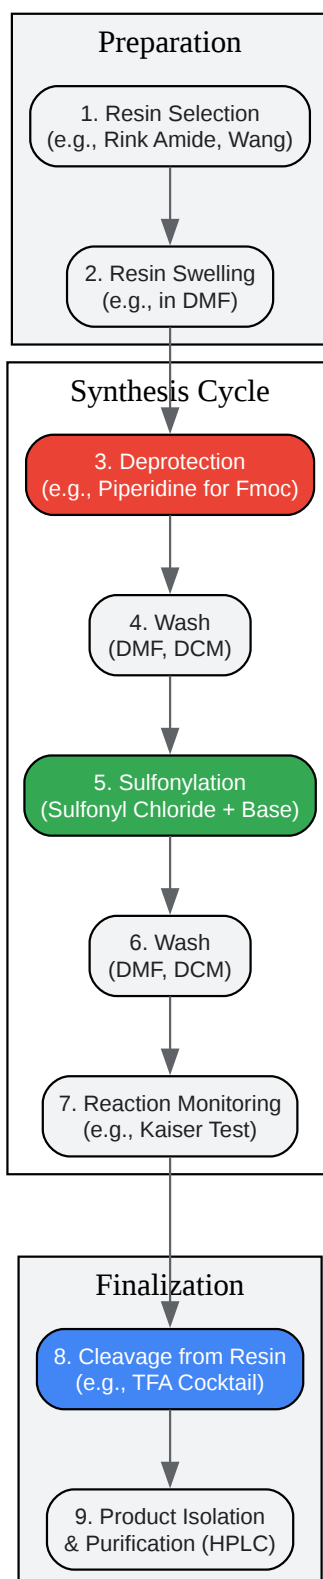 Preparation
1. Resin Selection
(e.g., Rink Amide, Wang)
2. Resin Swelling
(e.g., in DMF)
Synthesis Cycle
3. Deprotection
(e.g., Piperidine for Fmoc)
4. Wash
(DMF, DCM)
5. Sulfonylation
(Sulfonyl Chloride + Base)
6. Wash
(DMF, DCM)
7. Reaction Monitoring
(e.g., Kaiser Test)
Finalization
8. Cleavage from Resin
(e.g., TFA Cocktail)
9. Product Isolation
& Purification (HPLC)